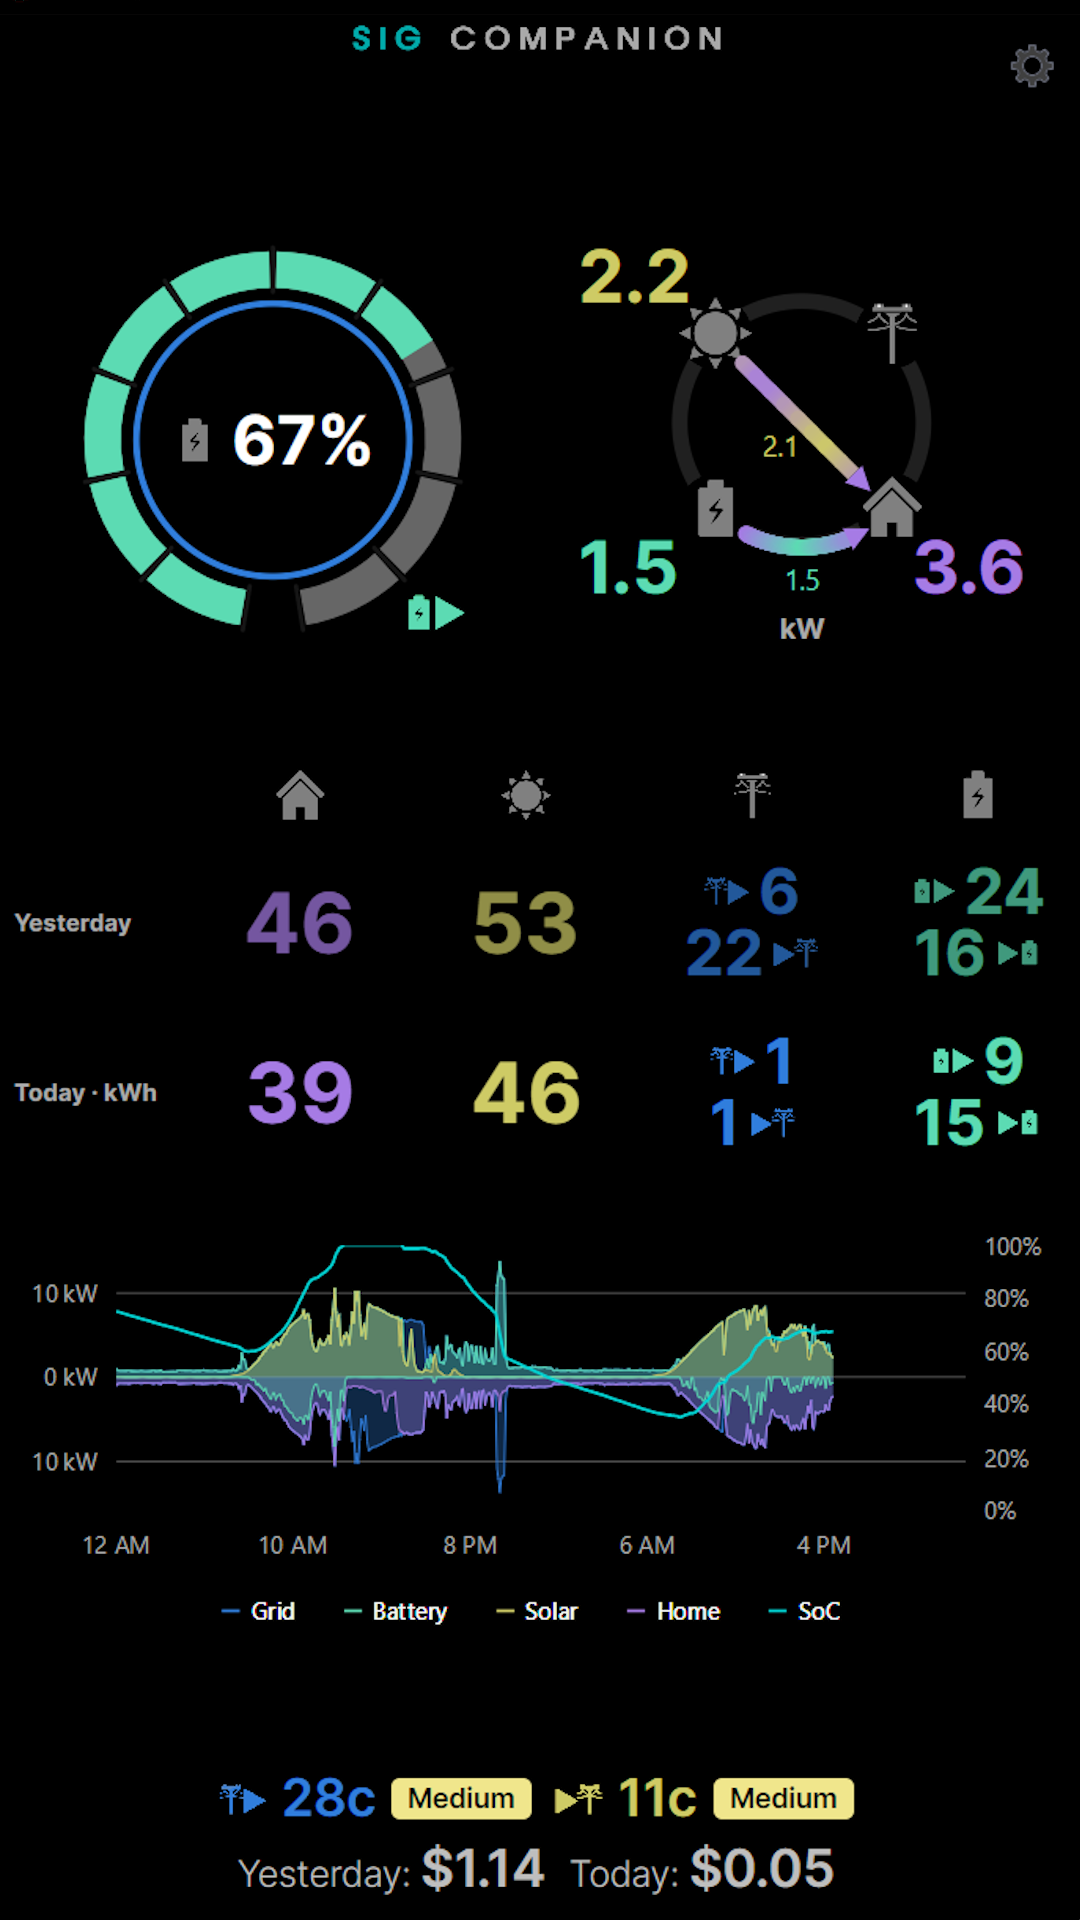 SIG COMPANION
2.2
67%
2.1
1.5
1.5
3.6
kW
6
24
Yesterday
46
53
22
16
1
9
Today · kWh
39
46
1
15
100%
10 kW
80%
60%
0 kW
40%
10 kW
20%
0%
12 AM
10 AM
8 PM
6 AM
4 PM
Grid
Battery
Solar
Home
SoC
28c Medium 11c Medium
Yesterday: $1.14 Today: $0.05